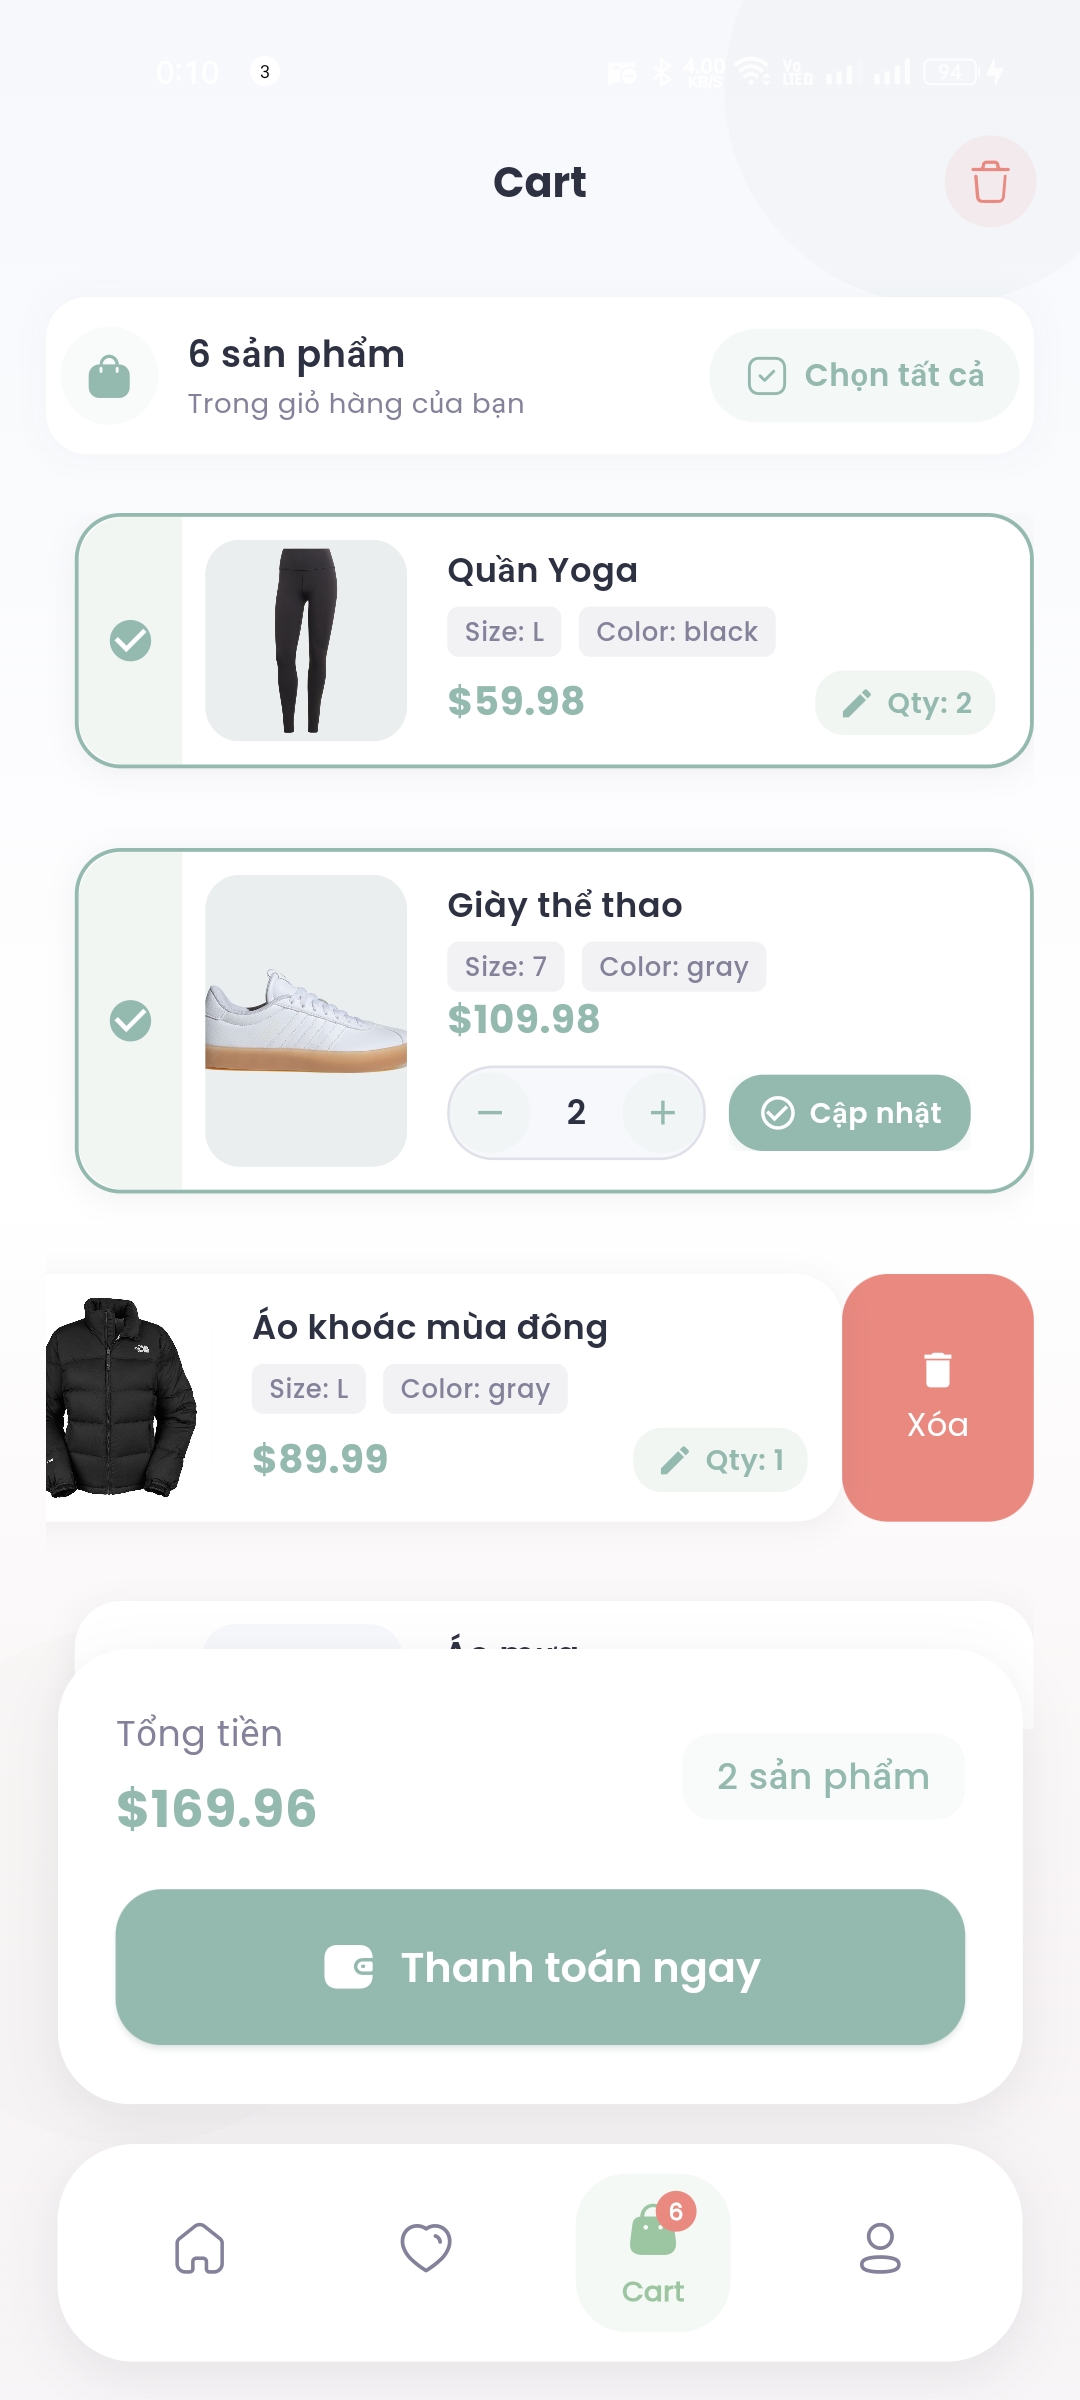 0:10 3 4.00 KB/S Vo LTE 94
Cart
6 sản phẩm
Trong giỏ hàng của bạn
Chọn tất cả
Quần Yoga
Size: L Color: black
$59.98
Qty: 2
Giày thể thao
Size: 7 Color: gray
$109.98
2
Cập nhật
Áo khoác mùa đông
Size: L Color: gray
$89.99
Qty: 1
Xóa
Áo mưa
Tổng tiền
$169.96
2 sản phẩm
Thanh toán ngay
6
Cart